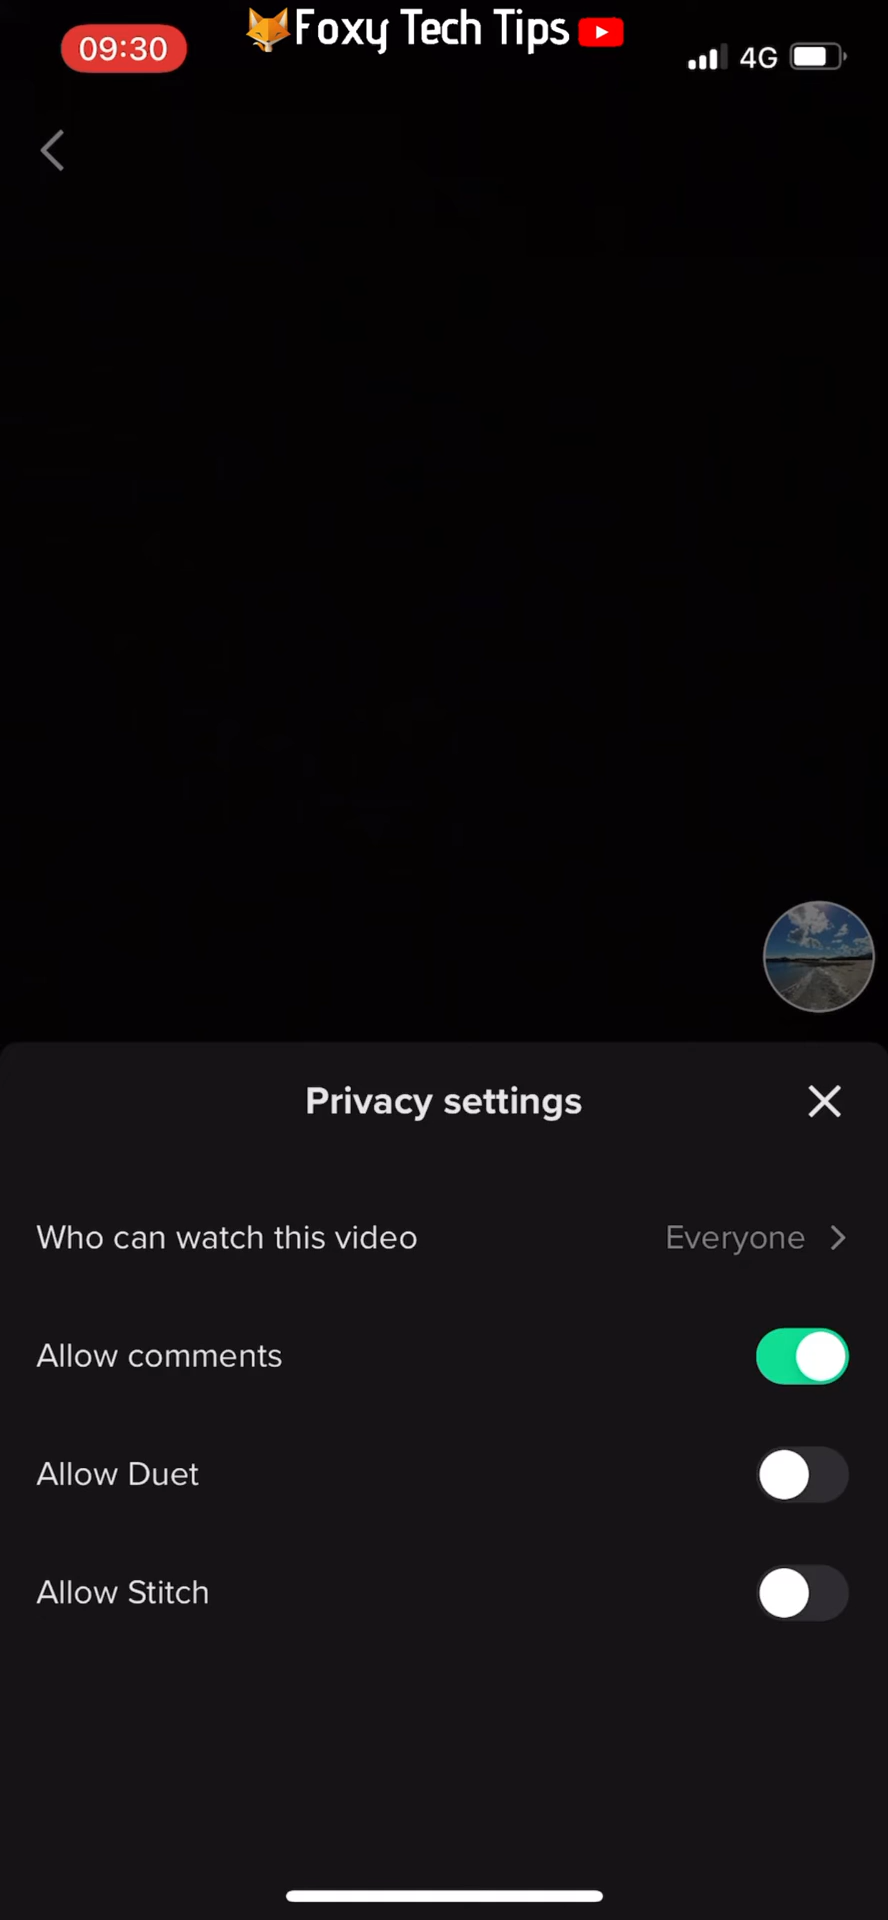 Foxy Tech Tips
09:30
4G
Privacy settings
Who can watch this video Everyone
Allow comments
Allow Duet
Allow Stitch